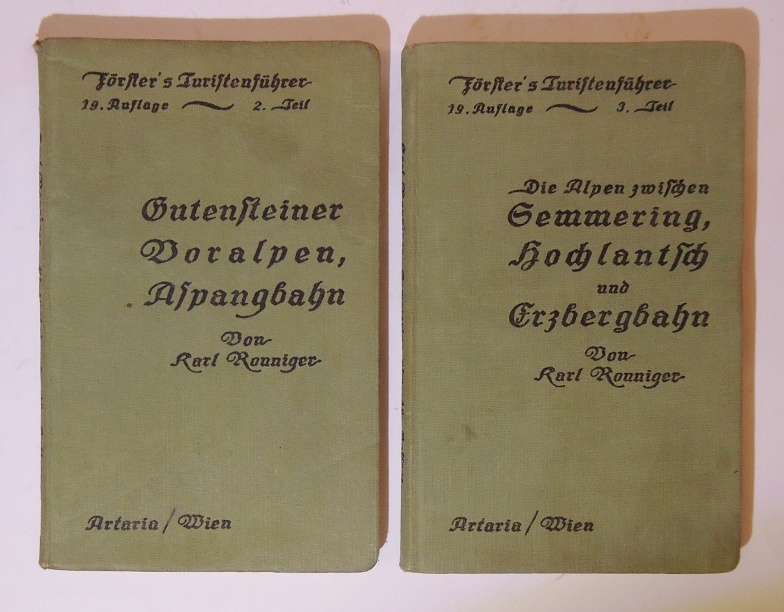 Förster's Turistenführer
19. Auflage 2. Teil
Gutensteiner
Voralpen,
Aspangbahn
Von
Karl Ronniger
Artaria / Wien
Förster's Turistenführer
19. Auflage 3. Teil
Die Alpen zwischen
Semmering,
Hochlantsch
und
Erzbergbahn
Von
Karl Ronniger
Artaria / Wien